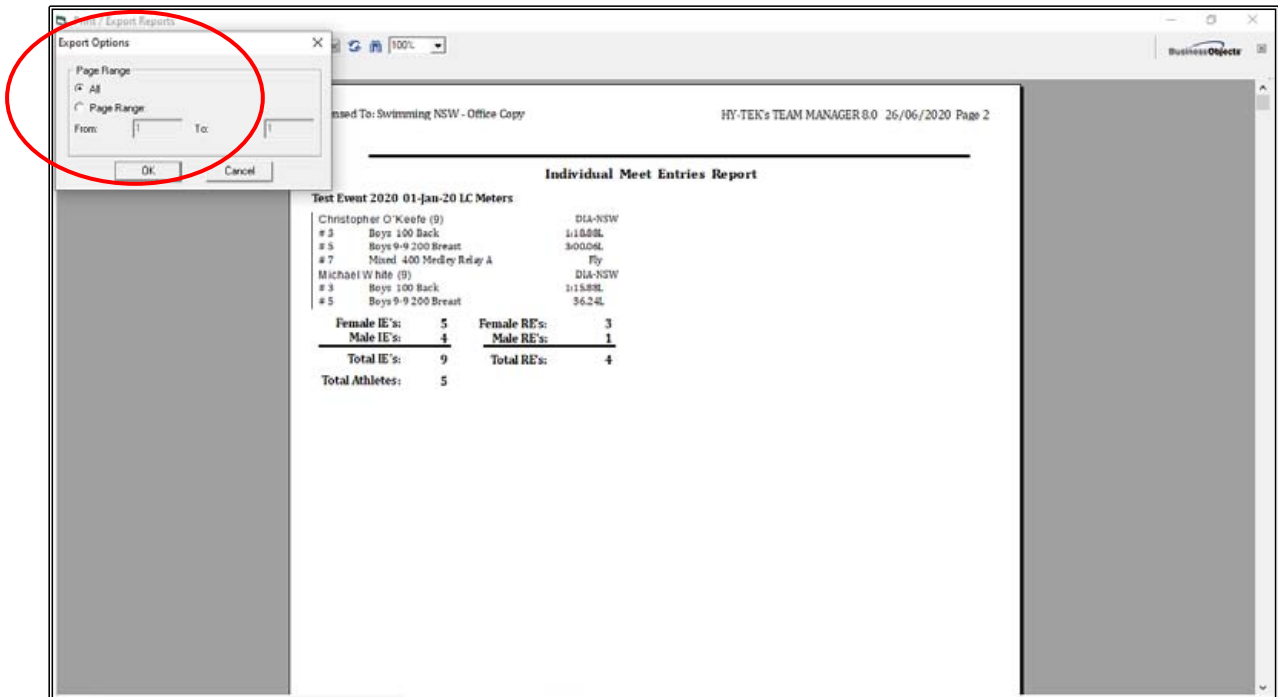 Print / Export Reports
Export Options
100%
BusinessObjects
Page Range
All
Page Range:
From: 1 To: 1
OK Cancel
nsed To: Swimming NSW - Office Copy HY-TEK's TEAM MANAGER 8.0 26/06/2020 Page 2
Individual Meet Entries Report
Test Event 2020 01-Jan-20 LC Meters
Christopher O'Keefe (9) DIA-NSW
# 3 Boys 100 Back 1:18.88L
# 5 Boys 9-9 200 Breast 3:00.06L
# 7 Mixed 400 Medley Relay A Fly
Michael White (9) DIA-NSW
# 3 Boys 100 Back 1:15.88L
# 5 Boys 9-9 200 Breast 36.24L
Female IE's: 5 Female RE's: 3
Male IE's: 4 Male RE's: 1
Total IE's: 9 Total RE's: 4
Total Athletes: 5